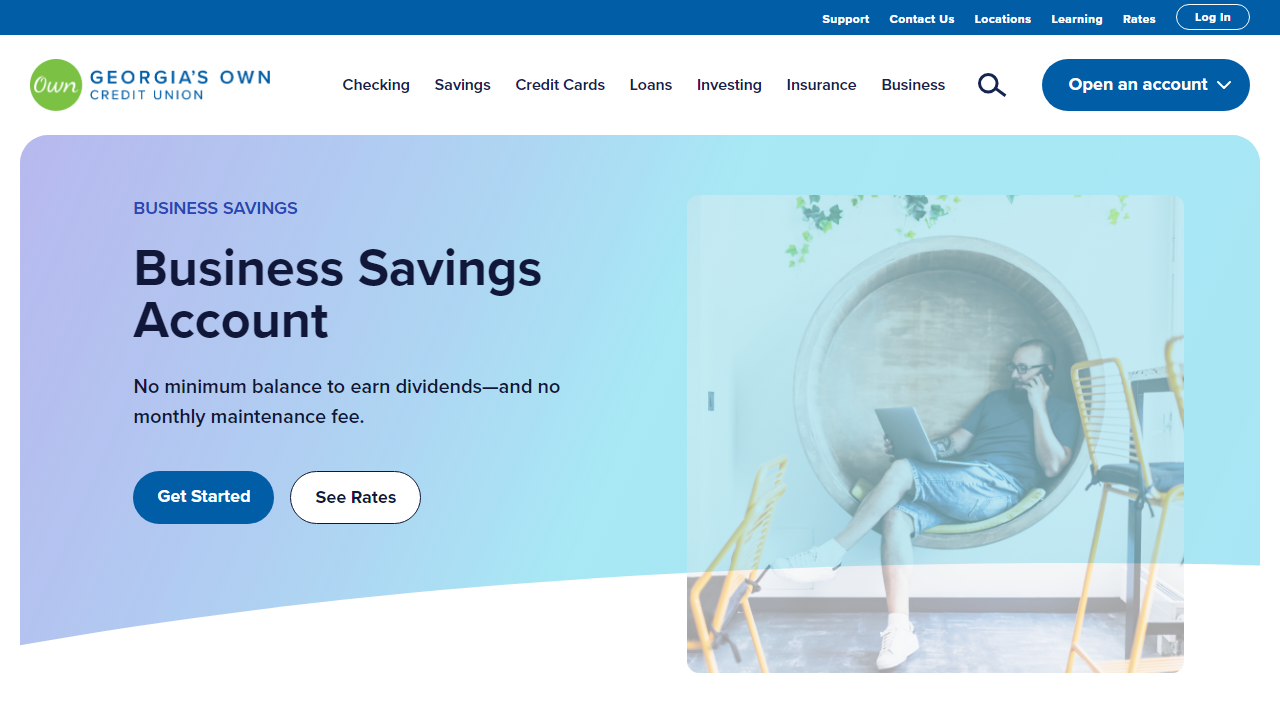 Support Contact Us Locations Learning Rates Log In
Own GEORGIA'S OWN
CREDIT UNION
Checking Savings Credit Cards Loans Investing Insurance Business Open an account
BUSINESS SAVINGS
Business Savings
Account
No minimum balance to earn dividends—and no
monthly maintenance fee.
Get Started See Rates